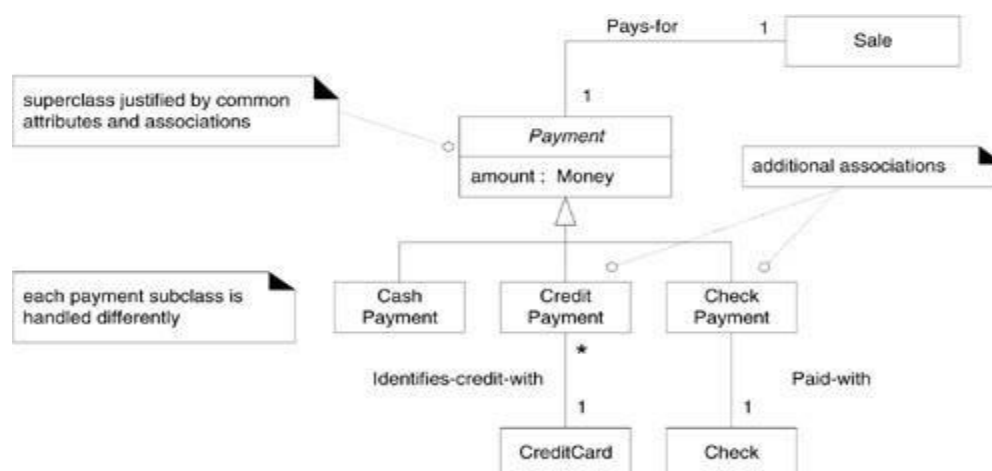 Pays-for
1
Sale
superclass justified by common
attributes and associations
1
Payment
amount : Money
additional associations
each payment subclass is
handled differently
Cash
Payment
Credit
Payment
Check
Payment
*
Identifies-credit-with
Paid-with
1
1
CreditCard
Check